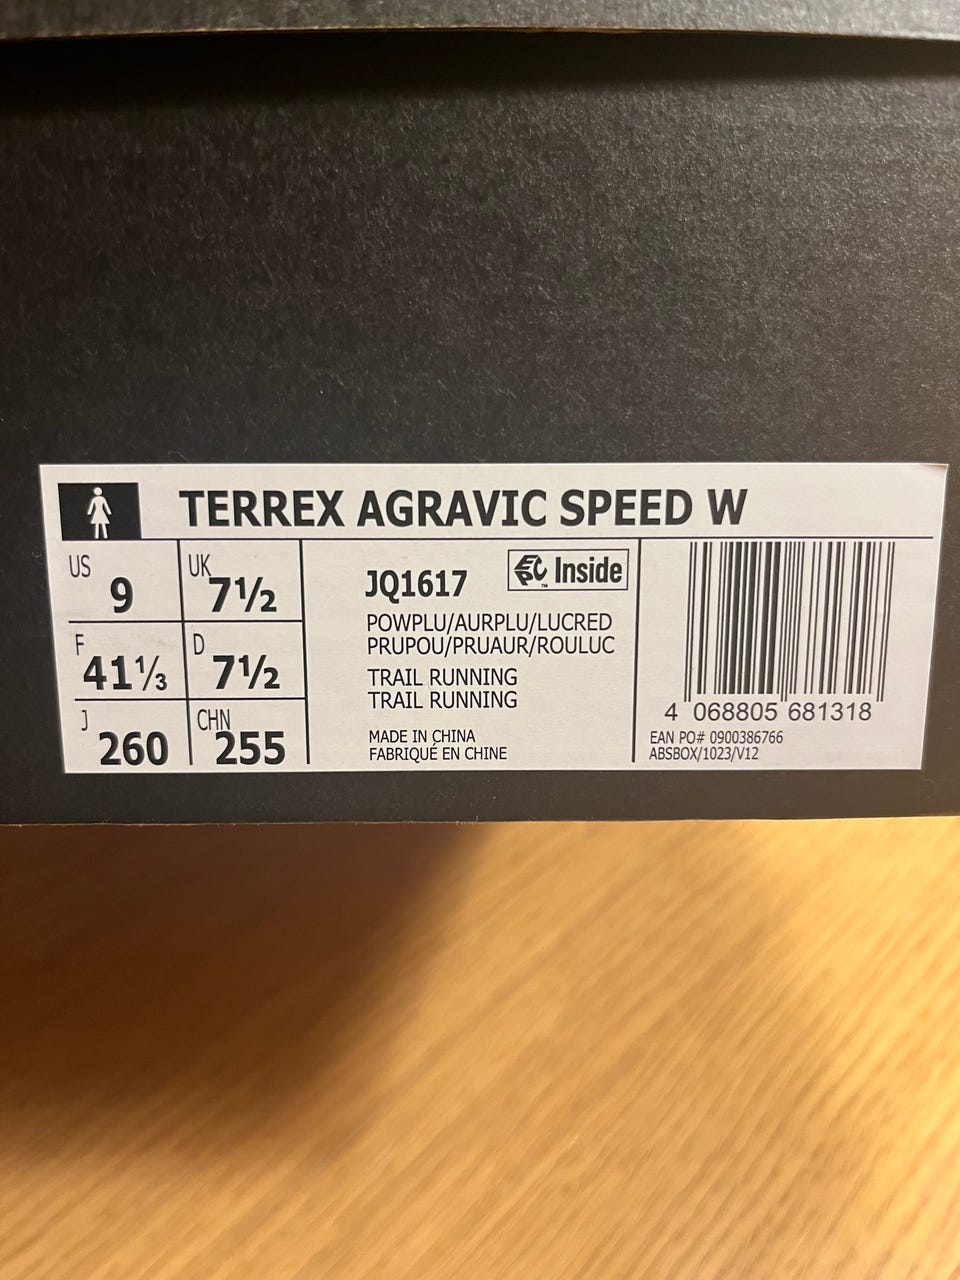 TERREX AGRAVIC SPEED W
US 9
UK 7½
F 41⅓
D 7½
J 260
CHN 255
JQ1617
EPC™ Inside
POWPLU/AURPLU/LUCRED
PRUPOU/PRUAUR/ROULUC
TRAIL RUNNING
TRAIL RUNNING
MADE IN CHINA
FABRIQUÉ EN CHINE
4 068805 681318
EAN PO# 0900386766
ABSBOX/1023/V12